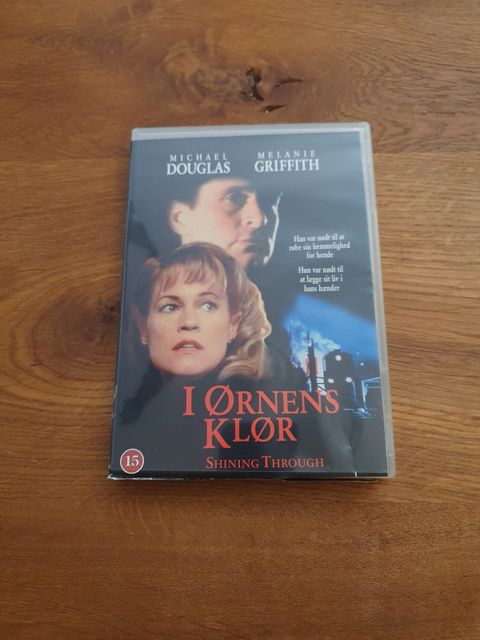 MICHAEL DOUGLAS
MELANIE GRIFFITH
Han var nødt til at
røbe sin hemmelighed
for hende
Hun var nødt til
at lægge sit liv i
hans hænder
I ØRNENS
KLØR
SHINING THROUGH
15